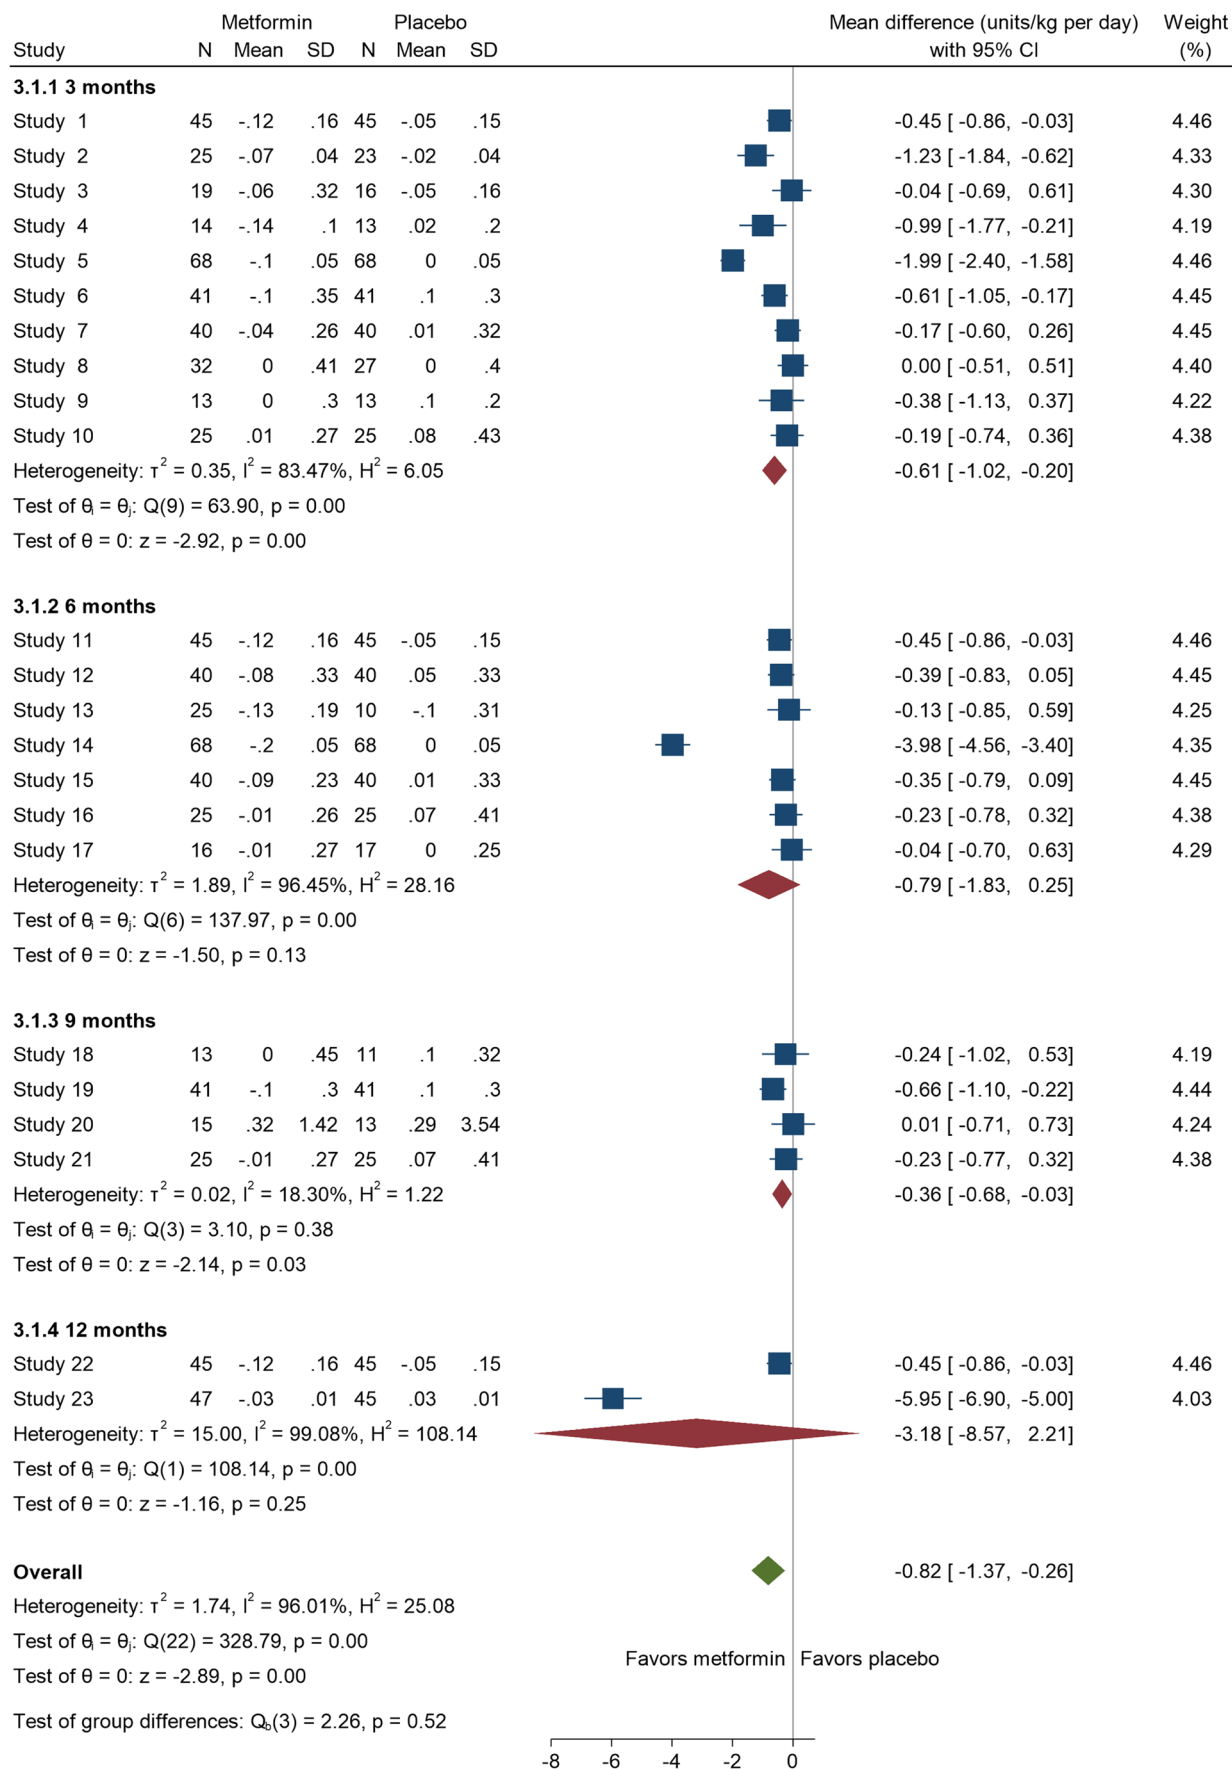 Metformin Placebo Mean difference (units/kg per day) Weight
Study N Mean SD N Mean SD with 95% CI (%)
3.1.1 3 months
Study 1 45 -.12 .16 45 -.05 .15 -0.45 [ -0.86, -0.03] 4.46
Study 2 25 -.07 .04 23 -.02 .04 -1.23 [ -1.84, -0.62] 4.33
Study 3 19 -.06 .32 16 -.05 .16 -0.04 [ -0.69, 0.61] 4.30
Study 4 14 -.14 .1 13 .02 .2 -0.99 [ -1.77, -0.21] 4.19
Study 5 68 -.1 .05 68 0 .05 -1.99 [ -2.40, -1.58] 4.46
Study 6 41 -.1 .35 41 .1 .3 -0.61 [ -1.05, -0.17] 4.45
Study 7 40 -.04 .26 40 .01 .32 -0.17 [ -0.60, 0.26] 4.45
Study 8 32 0 .41 27 0 .4 0.00 [ -0.51, 0.51] 4.40
Study 9 13 0 .3 13 .1 .2 -0.38 [ -1.13, 0.37] 4.22
Study 10 25 .01 .27 25 .08 .43 -0.19 [ -0.74, 0.36] 4.38
Heterogeneity: τ² = 0.35, I² = 83.47%, H² = 6.05 -0.61 [ -1.02, -0.20]
Test of θᵢ = θⱼ: Q(9) = 63.90, p = 0.00
Test of θ = 0: z = -2.92, p = 0.00
3.1.2 6 months
Study 11 45 -.12 .16 45 -.05 .15 -0.45 [ -0.86, -0.03] 4.46
Study 12 40 -.08 .33 40 .05 .33 -0.39 [ -0.83, 0.05] 4.45
Study 13 25 -.13 .19 10 -.1 .31 -0.13 [ -0.85, 0.59] 4.25
Study 14 68 -.2 .05 68 0 .05 -3.98 [ -4.56, -3.40] 4.35
Study 15 40 -.09 .23 40 .01 .33 -0.35 [ -0.79, 0.09] 4.45
Study 16 25 -.01 .26 25 .07 .41 -0.23 [ -0.78, 0.32] 4.38
Study 17 16 -.01 .27 17 0 .25 -0.04 [ -0.70, 0.63] 4.29
Heterogeneity: τ² = 1.89, I² = 96.45%, H² = 28.16 -0.79 [ -1.83, 0.25]
Test of θᵢ = θⱼ: Q(6) = 137.97, p = 0.00
Test of θ = 0: z = -1.50, p = 0.13
3.1.3 9 months
Study 18 13 0 .45 11 .1 .32 -0.24 [ -1.02, 0.53] 4.19
Study 19 41 -.1 .3 41 .1 .3 -0.66 [ -1.10, -0.22] 4.44
Study 20 15 .32 1.42 13 .29 3.54 0.01 [ -0.71, 0.73] 4.24
Study 21 25 -.01 .27 25 .07 .41 -0.23 [ -0.77, 0.32] 4.38
Heterogeneity: τ² = 0.02, I² = 18.30%, H² = 1.22 -0.36 [ -0.68, -0.03]
Test of θᵢ = θⱼ: Q(3) = 3.10, p = 0.38
Test of θ = 0: z = -2.14, p = 0.03
3.1.4 12 months
Study 22 45 -.12 .16 45 -.05 .15 -0.45 [ -0.86, -0.03] 4.46
Study 23 47 -.03 .01 45 .03 .01 -5.95 [ -6.90, -5.00] 4.03
Heterogeneity: τ² = 15.00, I² = 99.08%, H² = 108.14 -3.18 [ -8.57, 2.21]
Test of θᵢ = θⱼ: Q(1) = 108.14, p = 0.00
Test of θ = 0: z = -1.16, p = 0.25
Overall -0.82 [ -1.37, -0.26]
Heterogeneity: τ² = 1.74, I² = 96.01%, H² = 25.08
Test of θᵢ = θⱼ: Q(22) = 328.79, p = 0.00
Favors metformin Favors placebo
Test of θ = 0: z = -2.89, p = 0.00
Test of group differences: Q_b(3) = 2.26, p = 0.52
-8 -6 -4 -2 0